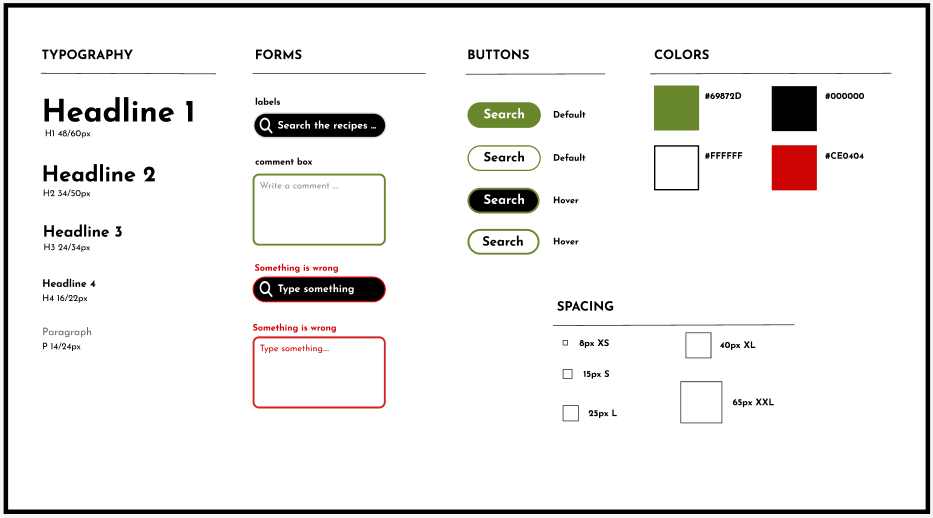 TYPOGRAPHY
Headline 1
H1 48/60px
Headline 2
H2 34/50px
Headline 3
H3 24/34px
Headline 4
H4 16/22px
Paragraph
P 14/24px
FORMS
labels
Search the recipes ...
comment box
Write a comment ...
Something is wrong
Type something
Something is wrong
Type something...
BUTTONS
Search Default
Search Default
Search Hover
Search Hover
COLORS
#69872D #000000
#FFFFFF #CE0404
SPACING
8px XS
15px S
25px L
40px XL
65px XXL